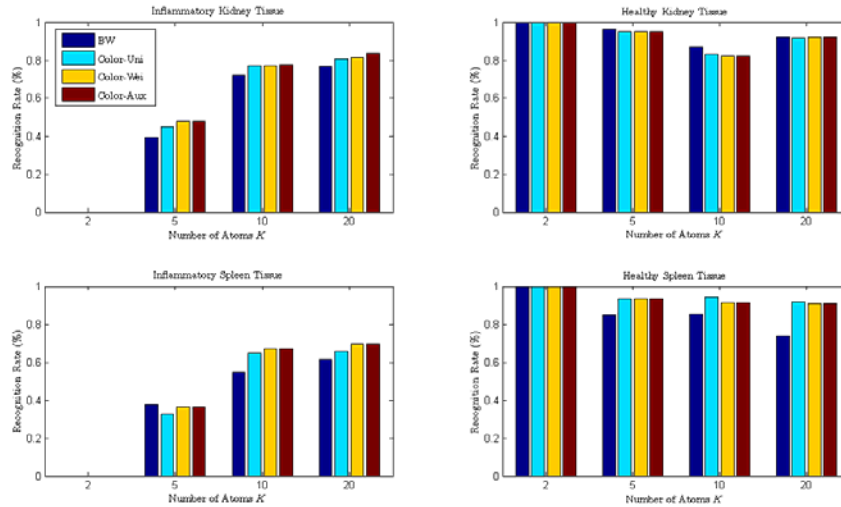 Inflammatory Kidney Tissue
1
0.8
0.6
0.4
0.2
0
Recognition Rate (%)
BW
Color-Uni
Color-Wei
Color-Aux
2 5 10 20
Number of Atoms K
Healthy Kidney Tissue
1
0.8
0.6
0.4
0.2
0
Recognition Rate (%)
2 5 10 20
Number of Atoms K
Inflammatory Spleen Tissue
1
0.8
0.6
0.4
0.2
0
Recognition Rate (%)
2 5 10 20
Number of Atoms K
Healthy Spleen Tissue
1
0.8
0.6
0.4
0.2
0
Recognition Rate (%)
2 5 10 20
Number of Atoms K